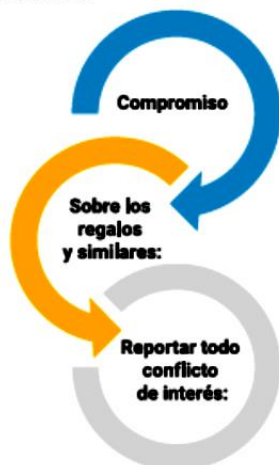 Compromiso
Sobre los
regalos
y similares:
Reportar todo
conflicto
de interés: